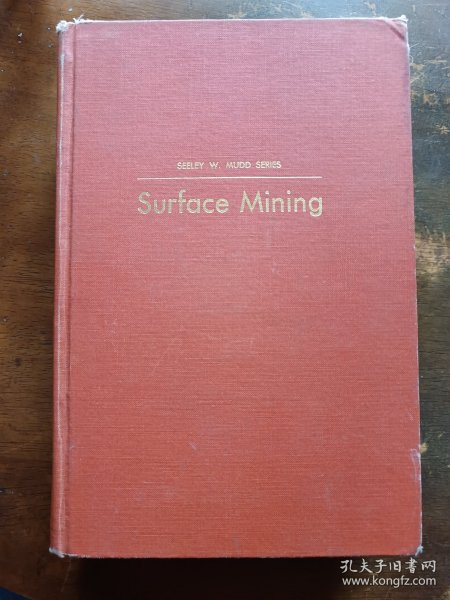 SEELEY W. MUDD SERIES
Surface Mining
孔夫子旧书网
www.kongfz.com